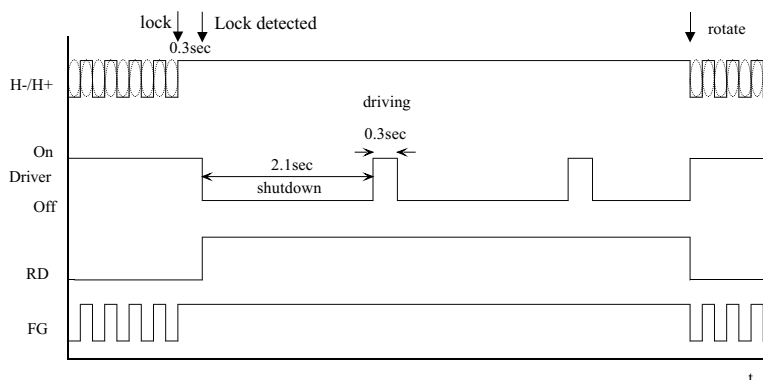 lock
Lock detected
rotate
0.3sec
H-/H+
driving
0.3sec
On
2.1sec
Driver
shutdown
Off
RD
FG
t